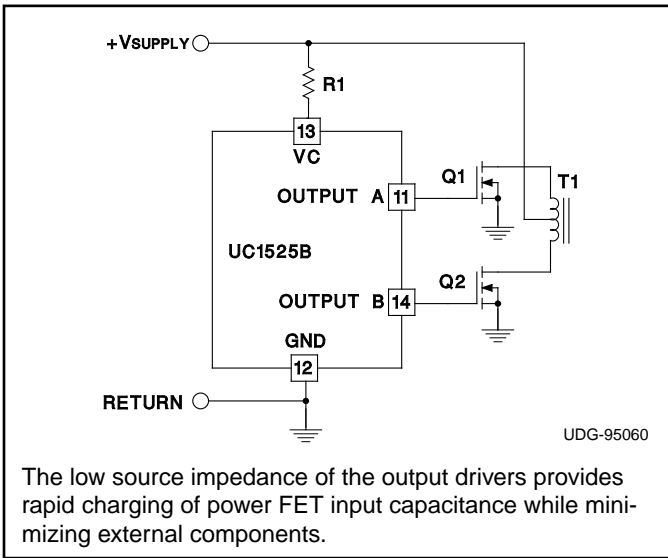 +VSUPPLY
R1
13
VC
OUTPUT A 11
Q1
T1
UC1525B
Q2
OUTPUT B 14
GND
12
RETURN
UDG-95060
The low source impedance of the output drivers provides
rapid charging of power FET input capacitance while mini-
mizing external components.